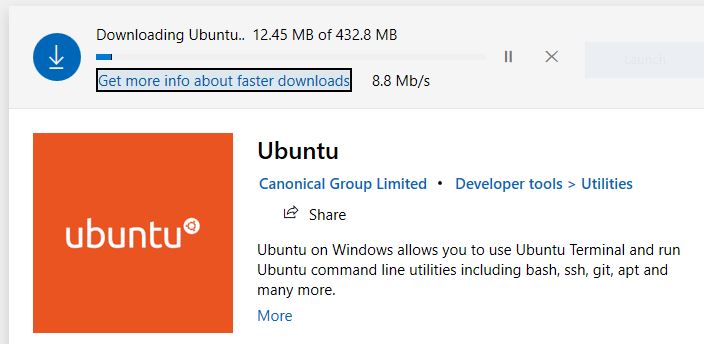 Downloading Ubuntu.. 12.45 MB of 432.8 MB
Launch
Get more info about faster downloads 8.8 Mb/s
ubuntu
Ubuntu
Canonical Group Limited • Developer tools > Utilities
Share
Ubuntu on Windows allows you to use Ubuntu Terminal and run
Ubuntu command line utilities including bash, ssh, git, apt and
many more.
More